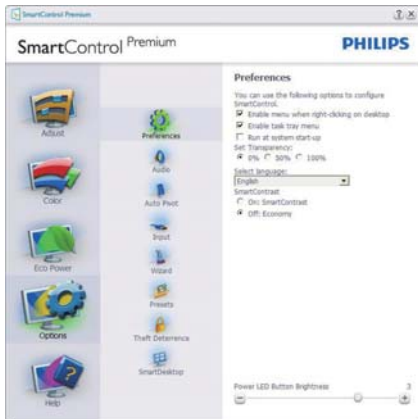 SmartControl Premium
SmartControl Premium
PHILIPS
Adjust
Color
Eco Power
Options
Help
Preferences
Audio
Auto Pivot
Input
Wizard
Presets
Theft Deterrence
SmartDesktop
Preferences
You can use the following options to configure
SmartControl.
Enable menu when right-clicking on desktop
Enable task tray menu
Run at system start-up
Set Transparency:
0% 50% 100%
Select language:
English
SmartContrast
On: SmartContrast
Off: Economy
Power LED Button Brightness 3